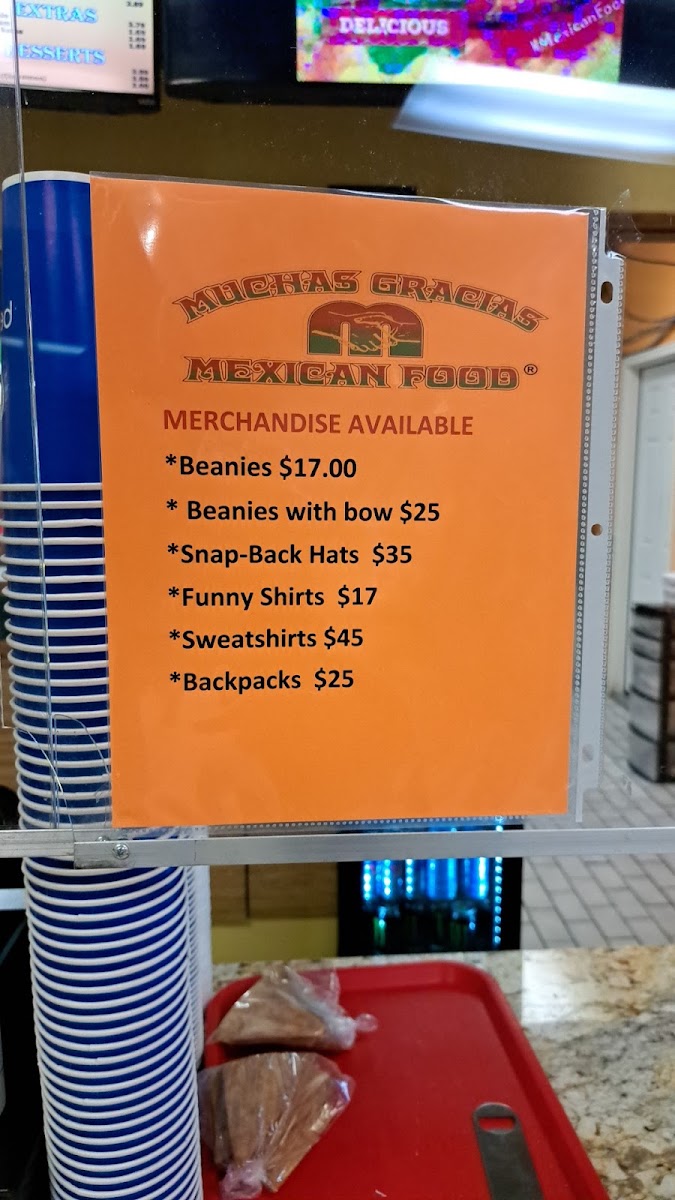 EXTRAS
DESSERTS
DELICIOUS
#MexicanFood
MUCHAS GRACIAS
MEXICAN FOOD®
MERCHANDISE AVAILABLE
*Beanies $17.00
* Beanies with bow $25
*Snap-Back Hats $35
*Funny Shirts $17
*Sweatshirts $45
*Backpacks $25